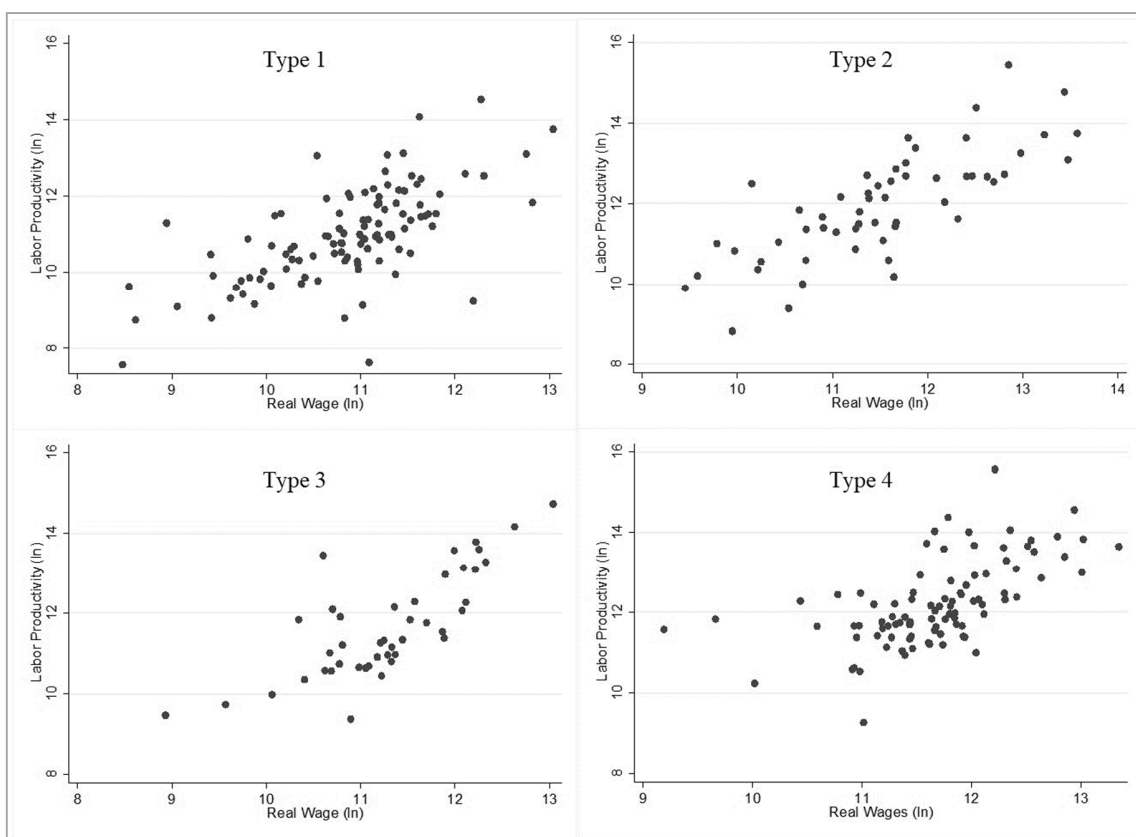 Type 1
16
14
12
10
8
Labor Productivity (ln)
8 9 10 11 12 13
Real Wage (ln)
Type 2
16
14
12
10
8
Labor Productivity (ln)
9 10 11 12 13 14
Real Wage (ln)
Type 3
16
14
12
10
8
Labor Productivity (ln)
8 9 10 11 12 13
Real Wage (ln)
Type 4
16
14
12
10
8
Labor Productivity (ln)
9 10 11 12 13
Real Wages (ln)